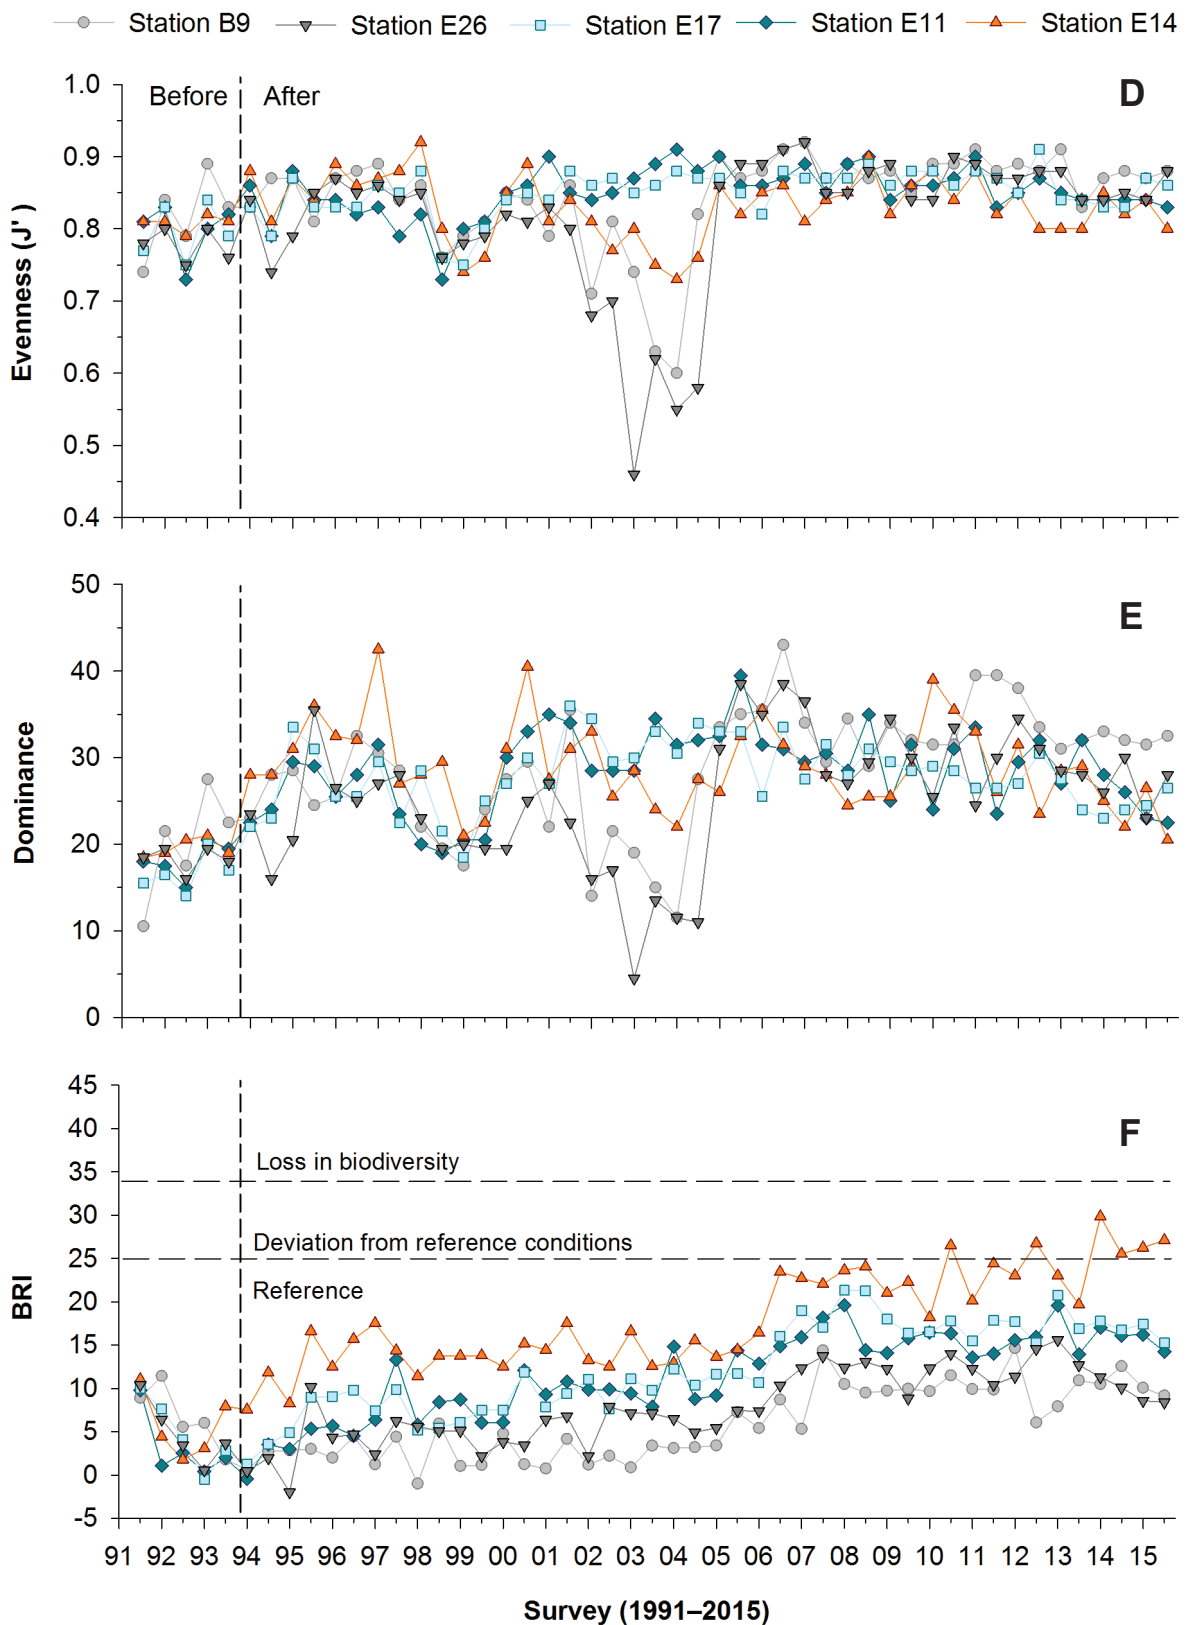 Station B9 Station E26 Station E17 Station E11 Station E14
D
Before After
Evenness (J' )
1.0
0.9
0.8
0.7
0.6
0.5
0.4
E
Dominance
50
40
30
20
10
0
F
BRI
45
40
35
30
25
20
15
10
5
0
-5
Loss in biodiversity
Deviation from reference conditions
Reference
91 92 93 94 95 96 97 98 99 00 01 02 03 04 05 06 07 08 09 10 11 12 13 14 15
Survey (1991–2015)